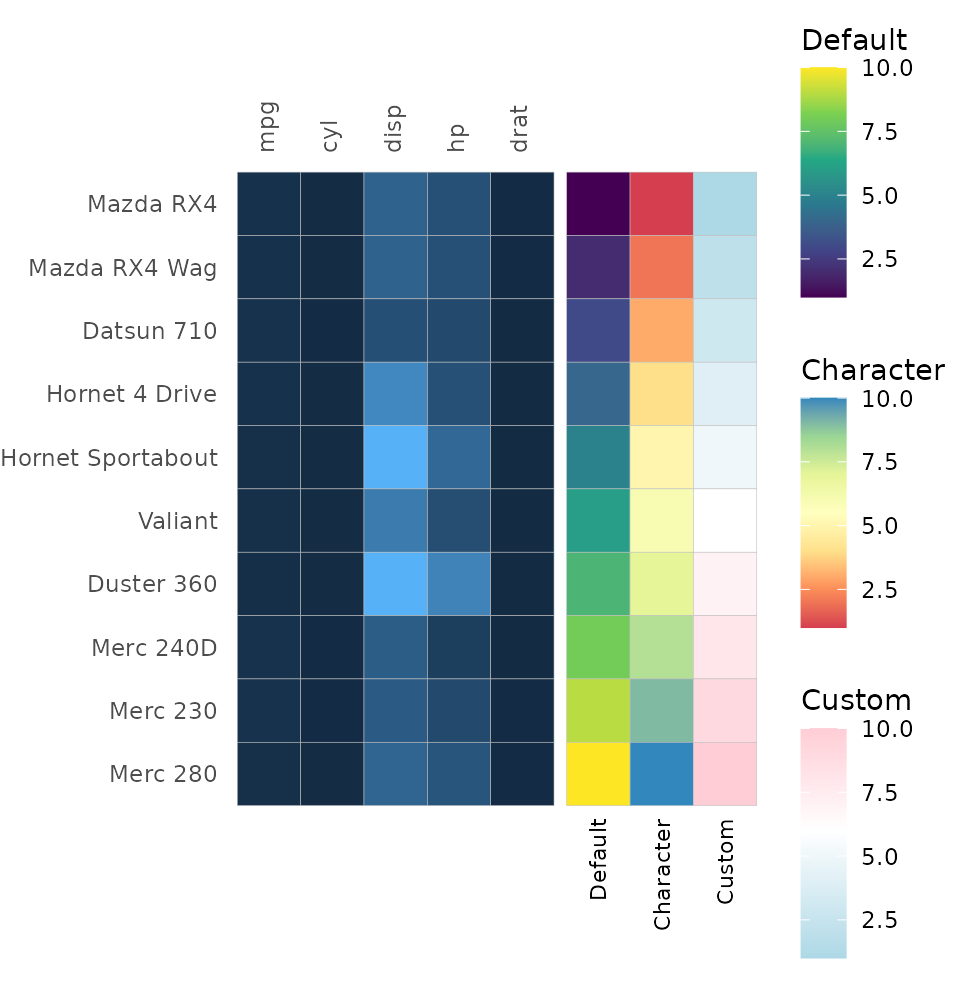 mpg
cyl
disp
hp
drat
Mazda RX4
Mazda RX4 Wag
Datsun 710
Hornet 4 Drive
Hornet Sportabout
Valiant
Duster 360
Merc 240D
Merc 230
Merc 280
Default
Character
Custom
Default
10.0
7.5
5.0
2.5
Character
10.0
7.5
5.0
2.5
Custom
10.0
7.5
5.0
2.5